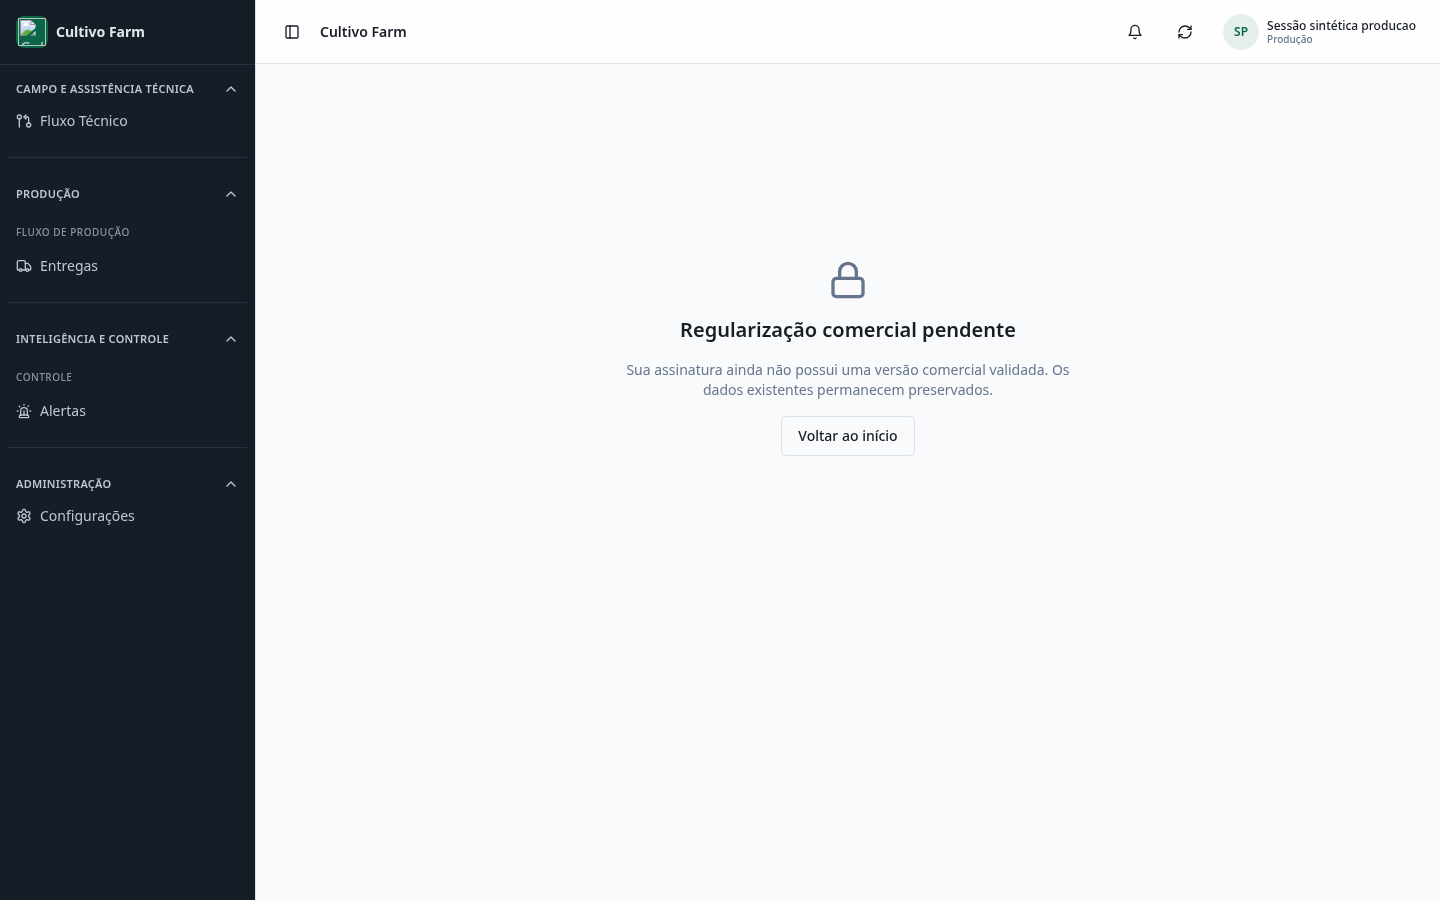 Cultivo Farm
CAMPO E ASSISTÊNCIA TÉCNICA
Fluxo Técnico
PRODUÇÃO
FLUXO DE PRODUÇÃO
Entregas
INTELIGÊNCIA E CONTROLE
CONTROLE
Alertas
ADMINISTRAÇÃO
Configurações
Cultivo Farm
SP
Sessão sintética producao
Produção
Regularização comercial pendente
Sua assinatura ainda não possui uma versão comercial validada. Os
dados existentes permanecem preservados.
Voltar ao início